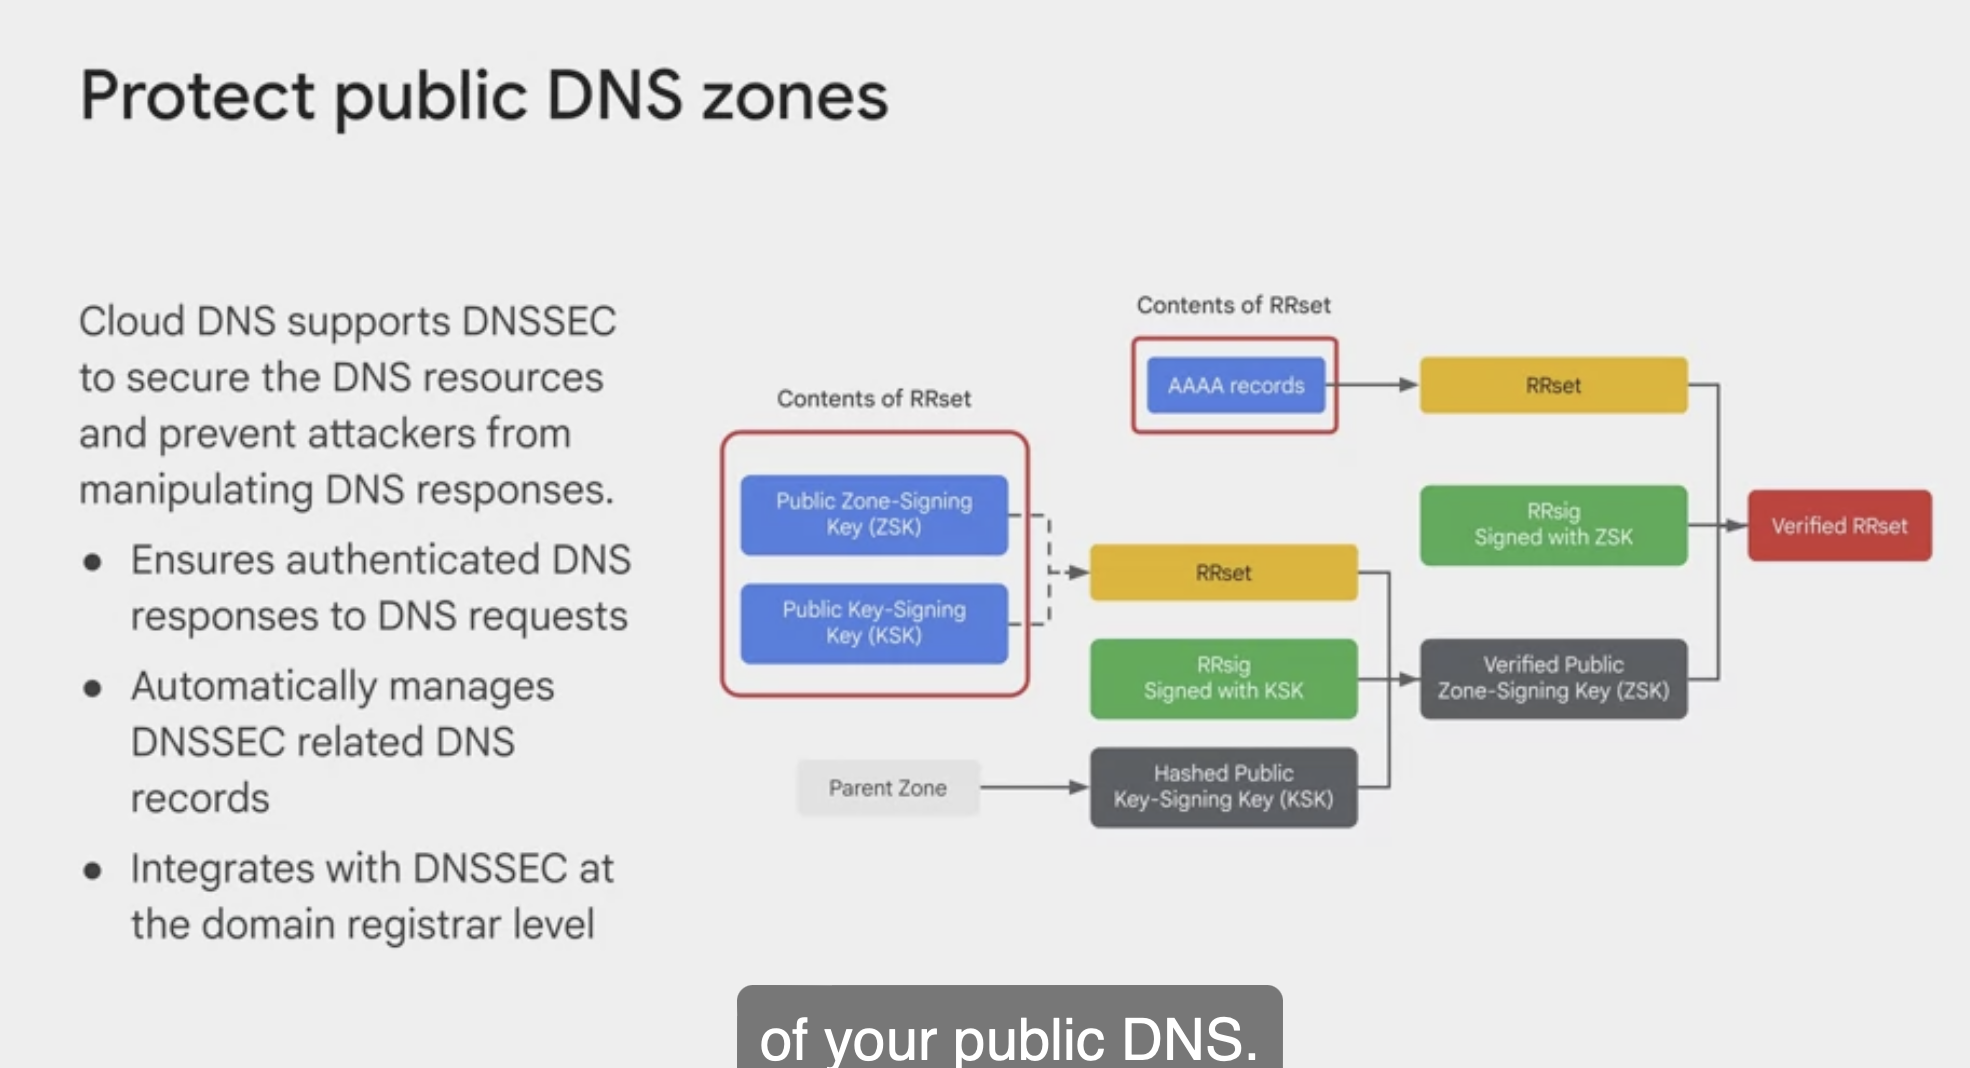 Protect public DNS zones
Cloud DNS supports DNSSEC
to secure the DNS resources
and prevent attackers from
manipulating DNS responses.
● Ensures authenticated DNS
responses to DNS requests
● Automatically manages
DNSSEC related DNS
records
● Integrates with DNSSEC at
the domain registrar level
Contents of RRset
AAAA records
RRset
Contents of RRset
Public Zone-Signing
Key (ZSK)
Public Key-Signing
Key (KSK)
RRset
RRsig
Signed with ZSK
Verified RRset
RRsig
Signed with KSK
Verified Public
Zone-Signing Key (ZSK)
Parent Zone
Hashed Public
Key-Signing Key (KSK)
of your public DNS.